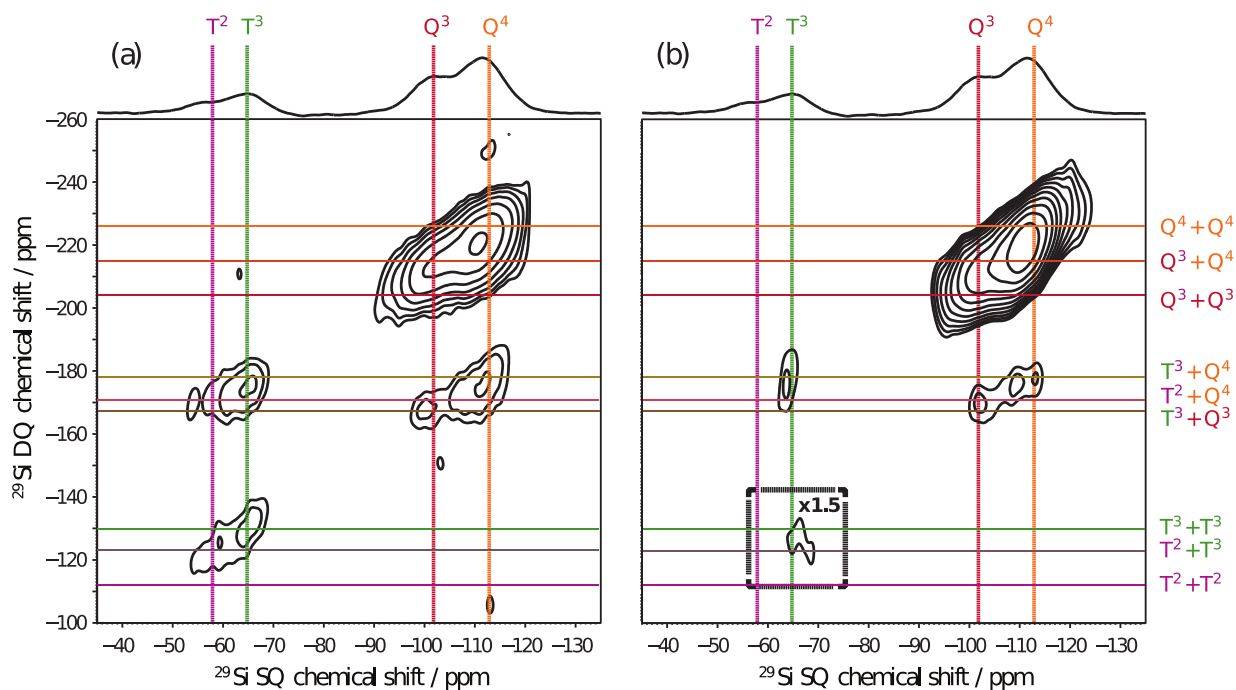 T² T³ Q³ Q⁴
(a)
−260
−240
−220
−200
−180
−160
−140
−120
−100
²⁹Si DQ chemical shift / ppm
−40 −50 −60 −70 −80 −90 −100 −110 −120 −130
²⁹Si SQ chemical shift / ppm
T² T³ Q³ Q⁴
(b)
x1.5
−40 −50 −60 −70 −80 −90 −100 −110 −120 −130
²⁹Si SQ chemical shift / ppm
Q⁴+Q⁴
Q³+Q⁴
Q³+Q³
T³+Q⁴
T²+Q⁴
T³+Q³
T³+T³
T²+T³
T²+T²